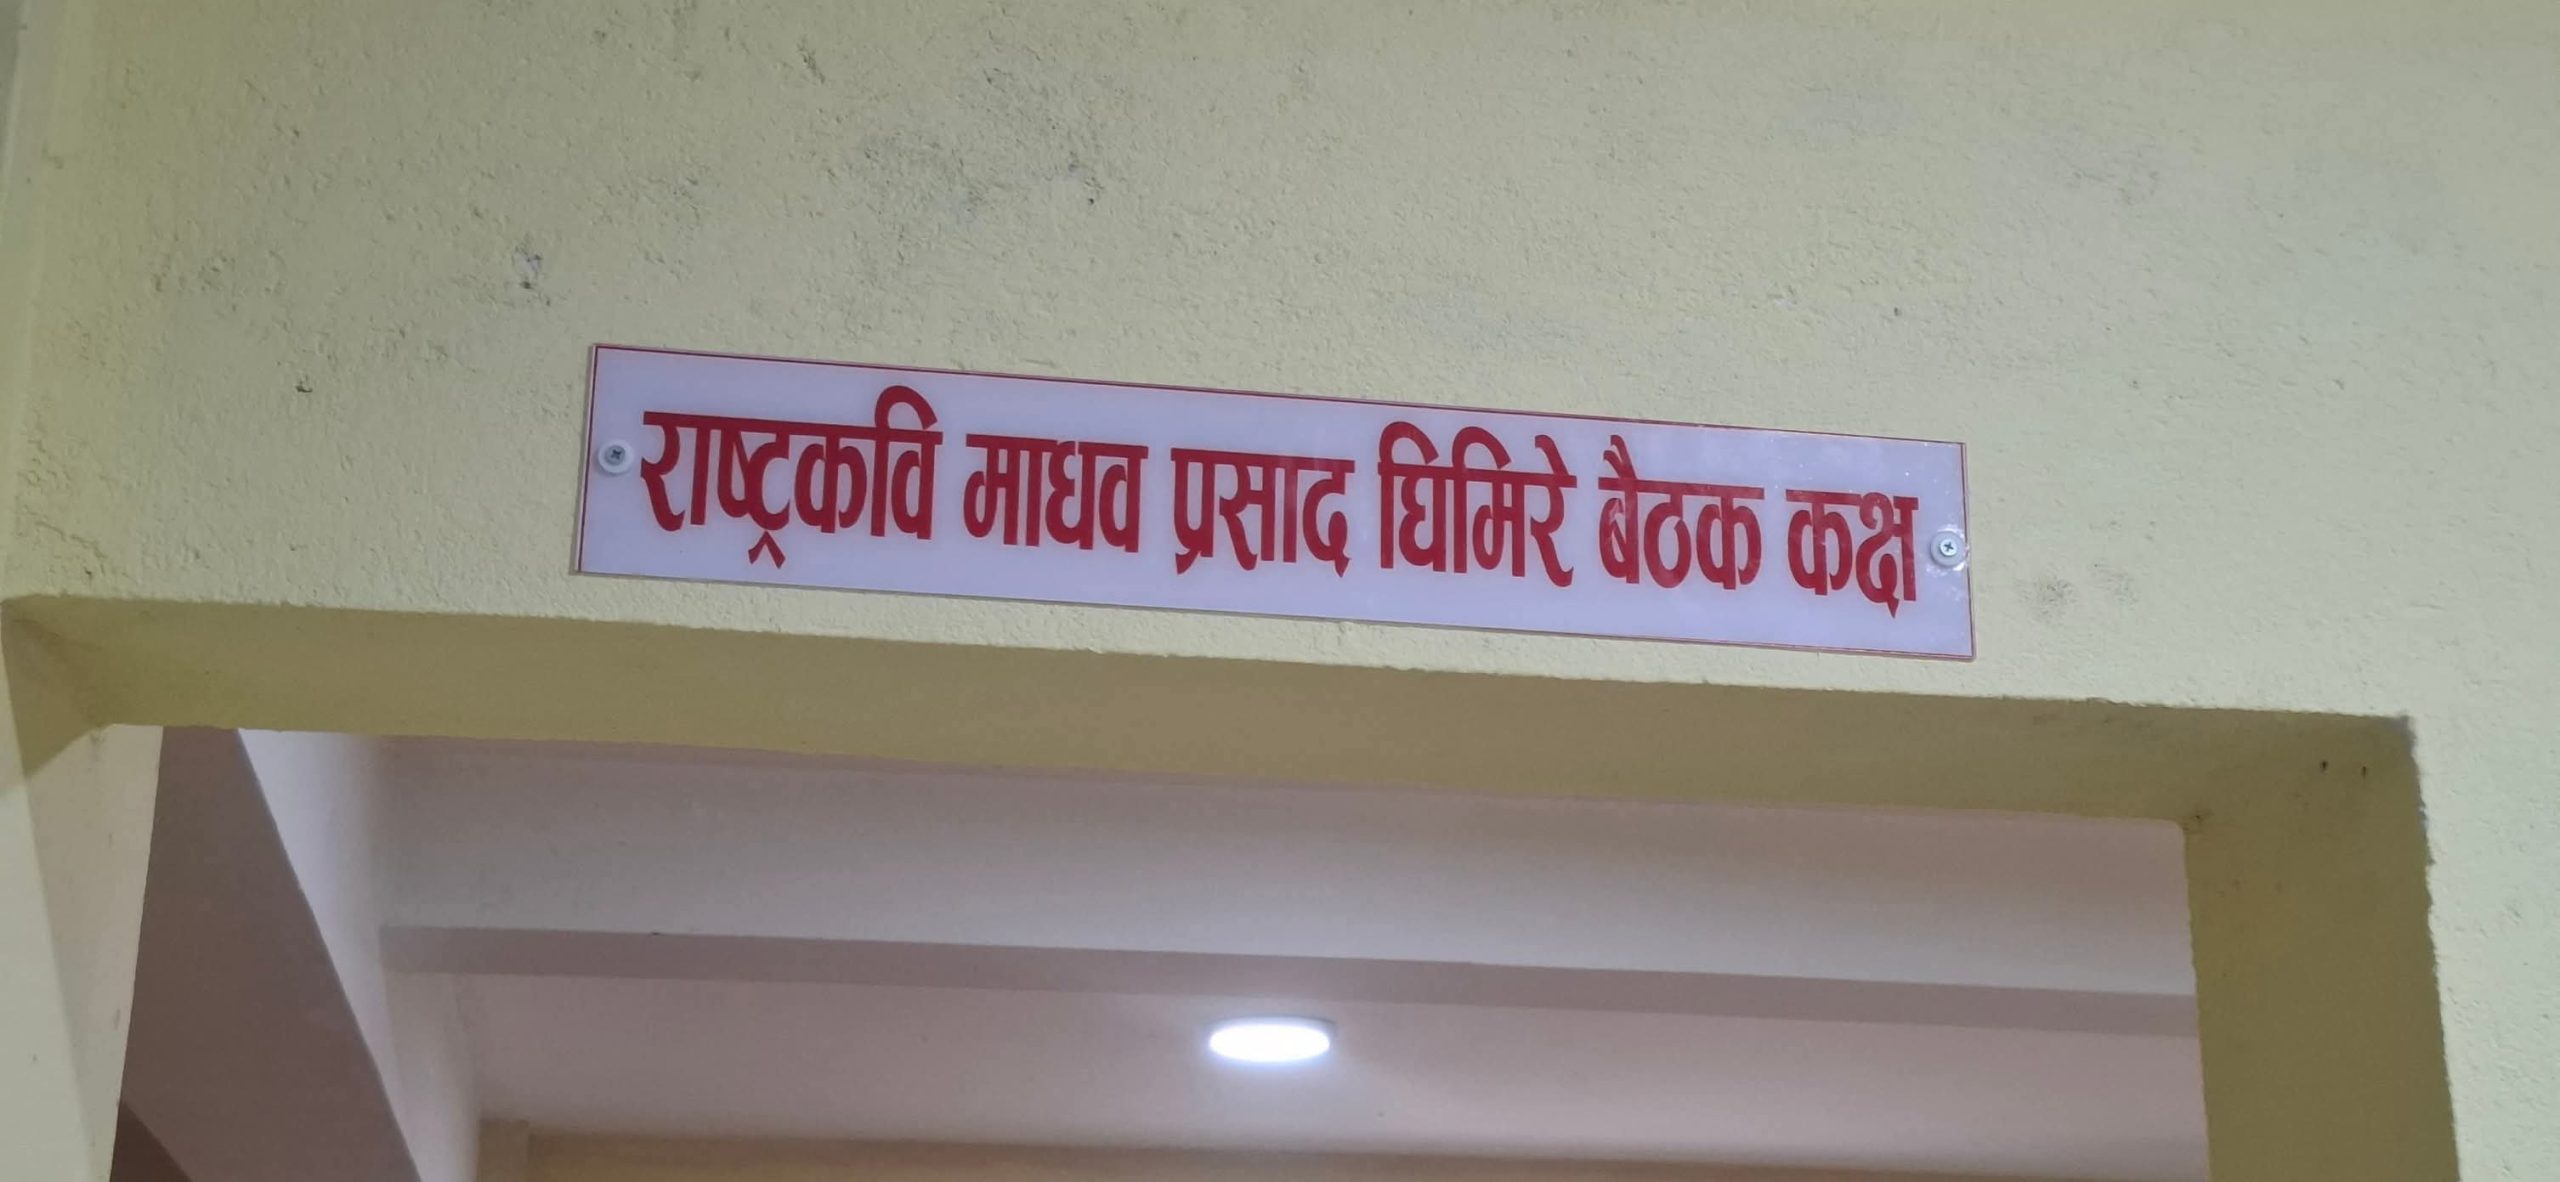 राष्ट्रकवि माधव प्रसाद घिमिरे बैठक कक्ष